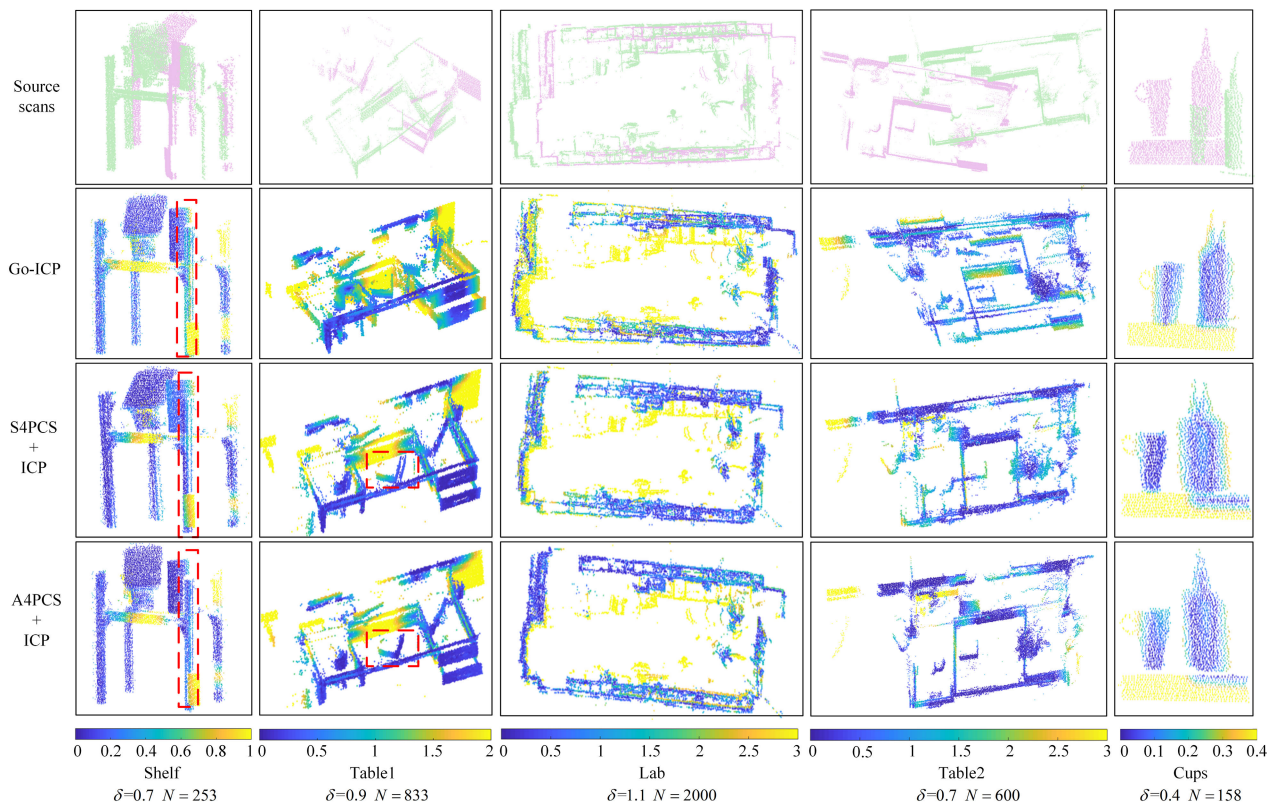 Source
scans
Go-ICP
S4PCS
+
ICP
A4PCS
+
ICP
0 0.2 0.4 0.6 0.8 1
0.5 1 1.5 2
0.5 1 1.5 2 2.5 3
1 1.5 2 2.5 3
0 0.1 0.2 0.3 0.4
Shelf Table1 Lab Table2 Cups
δ=0.7 N = 253 δ=0.9 N = 833 δ=1.1 N = 2000 δ=0.7 N = 600 δ=0.4 N = 158